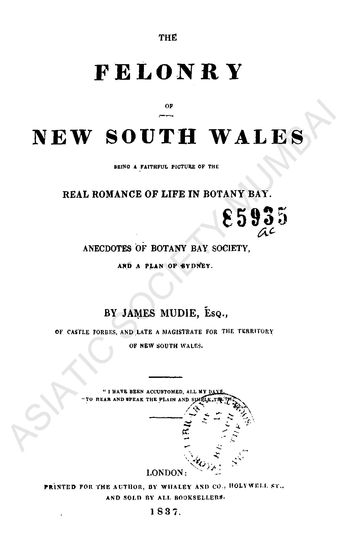 THE
FELONRY
OF
NEW SOUTH WALES
BEING A FAITHFUL PICTURE OF THE
REAL ROMANCE OF LIFE IN BOTANY BAY.
85935
ac
ANECDOTES OF BOTANY BAY SOCIETY,
AND A PLAN OF SYDNEY.
BY JAMES MUDIE, Esq.,
OF CASTLE FORBES, AND LATE A MAGISTRATE FOR THE TERRITORY
OF NEW SOUTH WALES.
"I HAVE BEEN ACCUSTOMED, ALL MY DAYS,
"TO HEAR AND SPEAK THE PLAIN AND SIMPLE TRUTH."
LONDON:
PRINTED FOR THE AUTHOR, BY WHALEY AND CO., HOLYWELL ST.,
AND SOLD BY ALL BOOKSELLERS.
1837.
ASIATIC SOCIETY MUMBAI